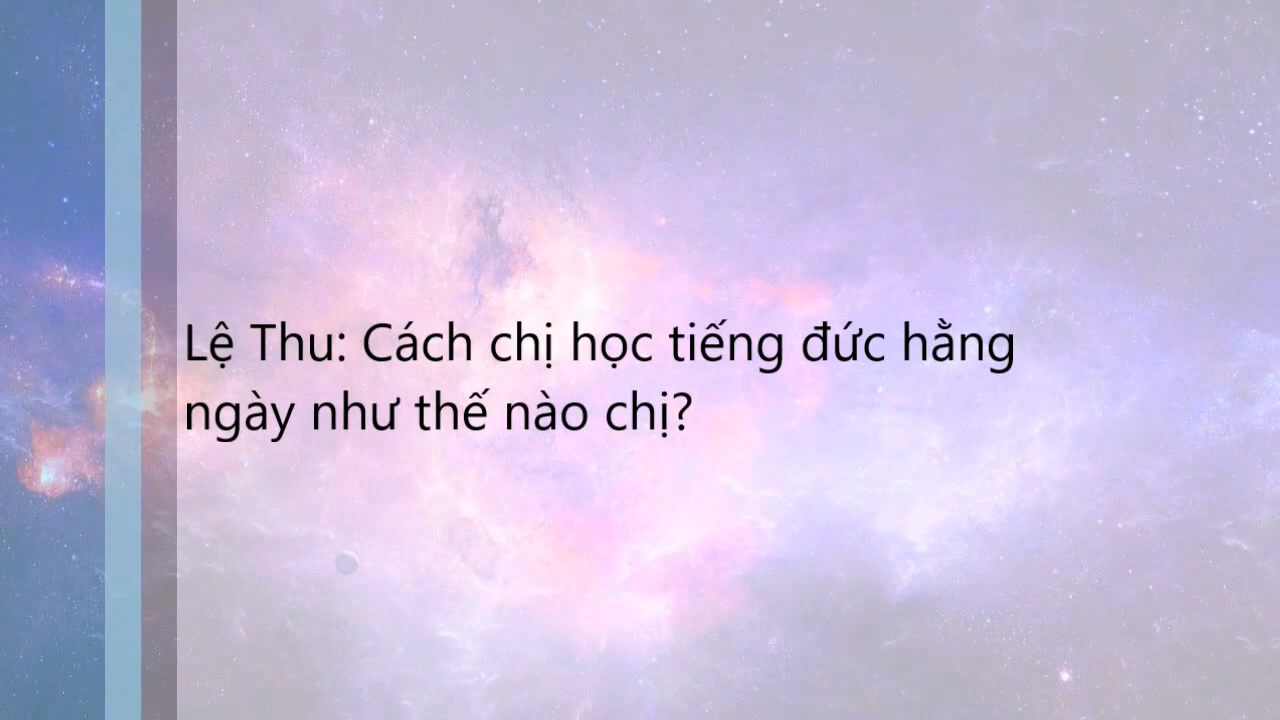 Lệ Thu: Cách chị học tiếng đức hằng
ngày như thế nào chị?